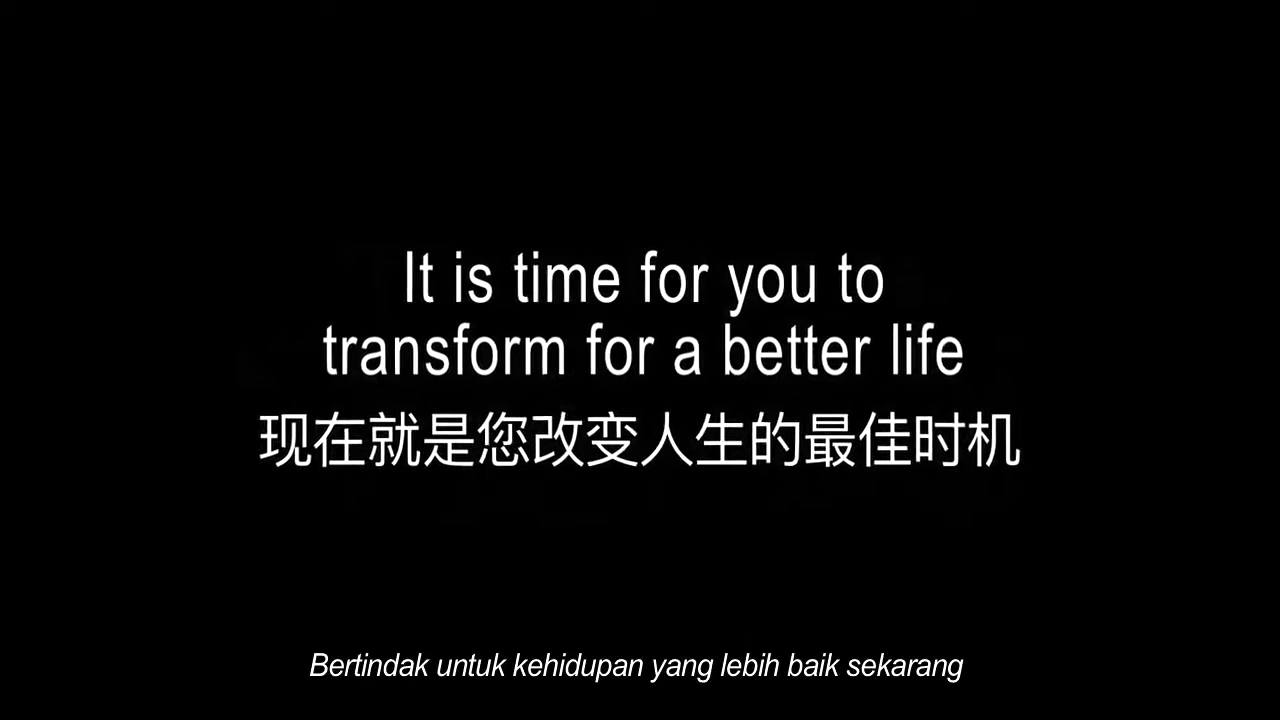 It is time for you to
transform for a better life
现在就是您改变人生的最佳时机
Bertindak untuk kehidupan yang lebih baik sekarang